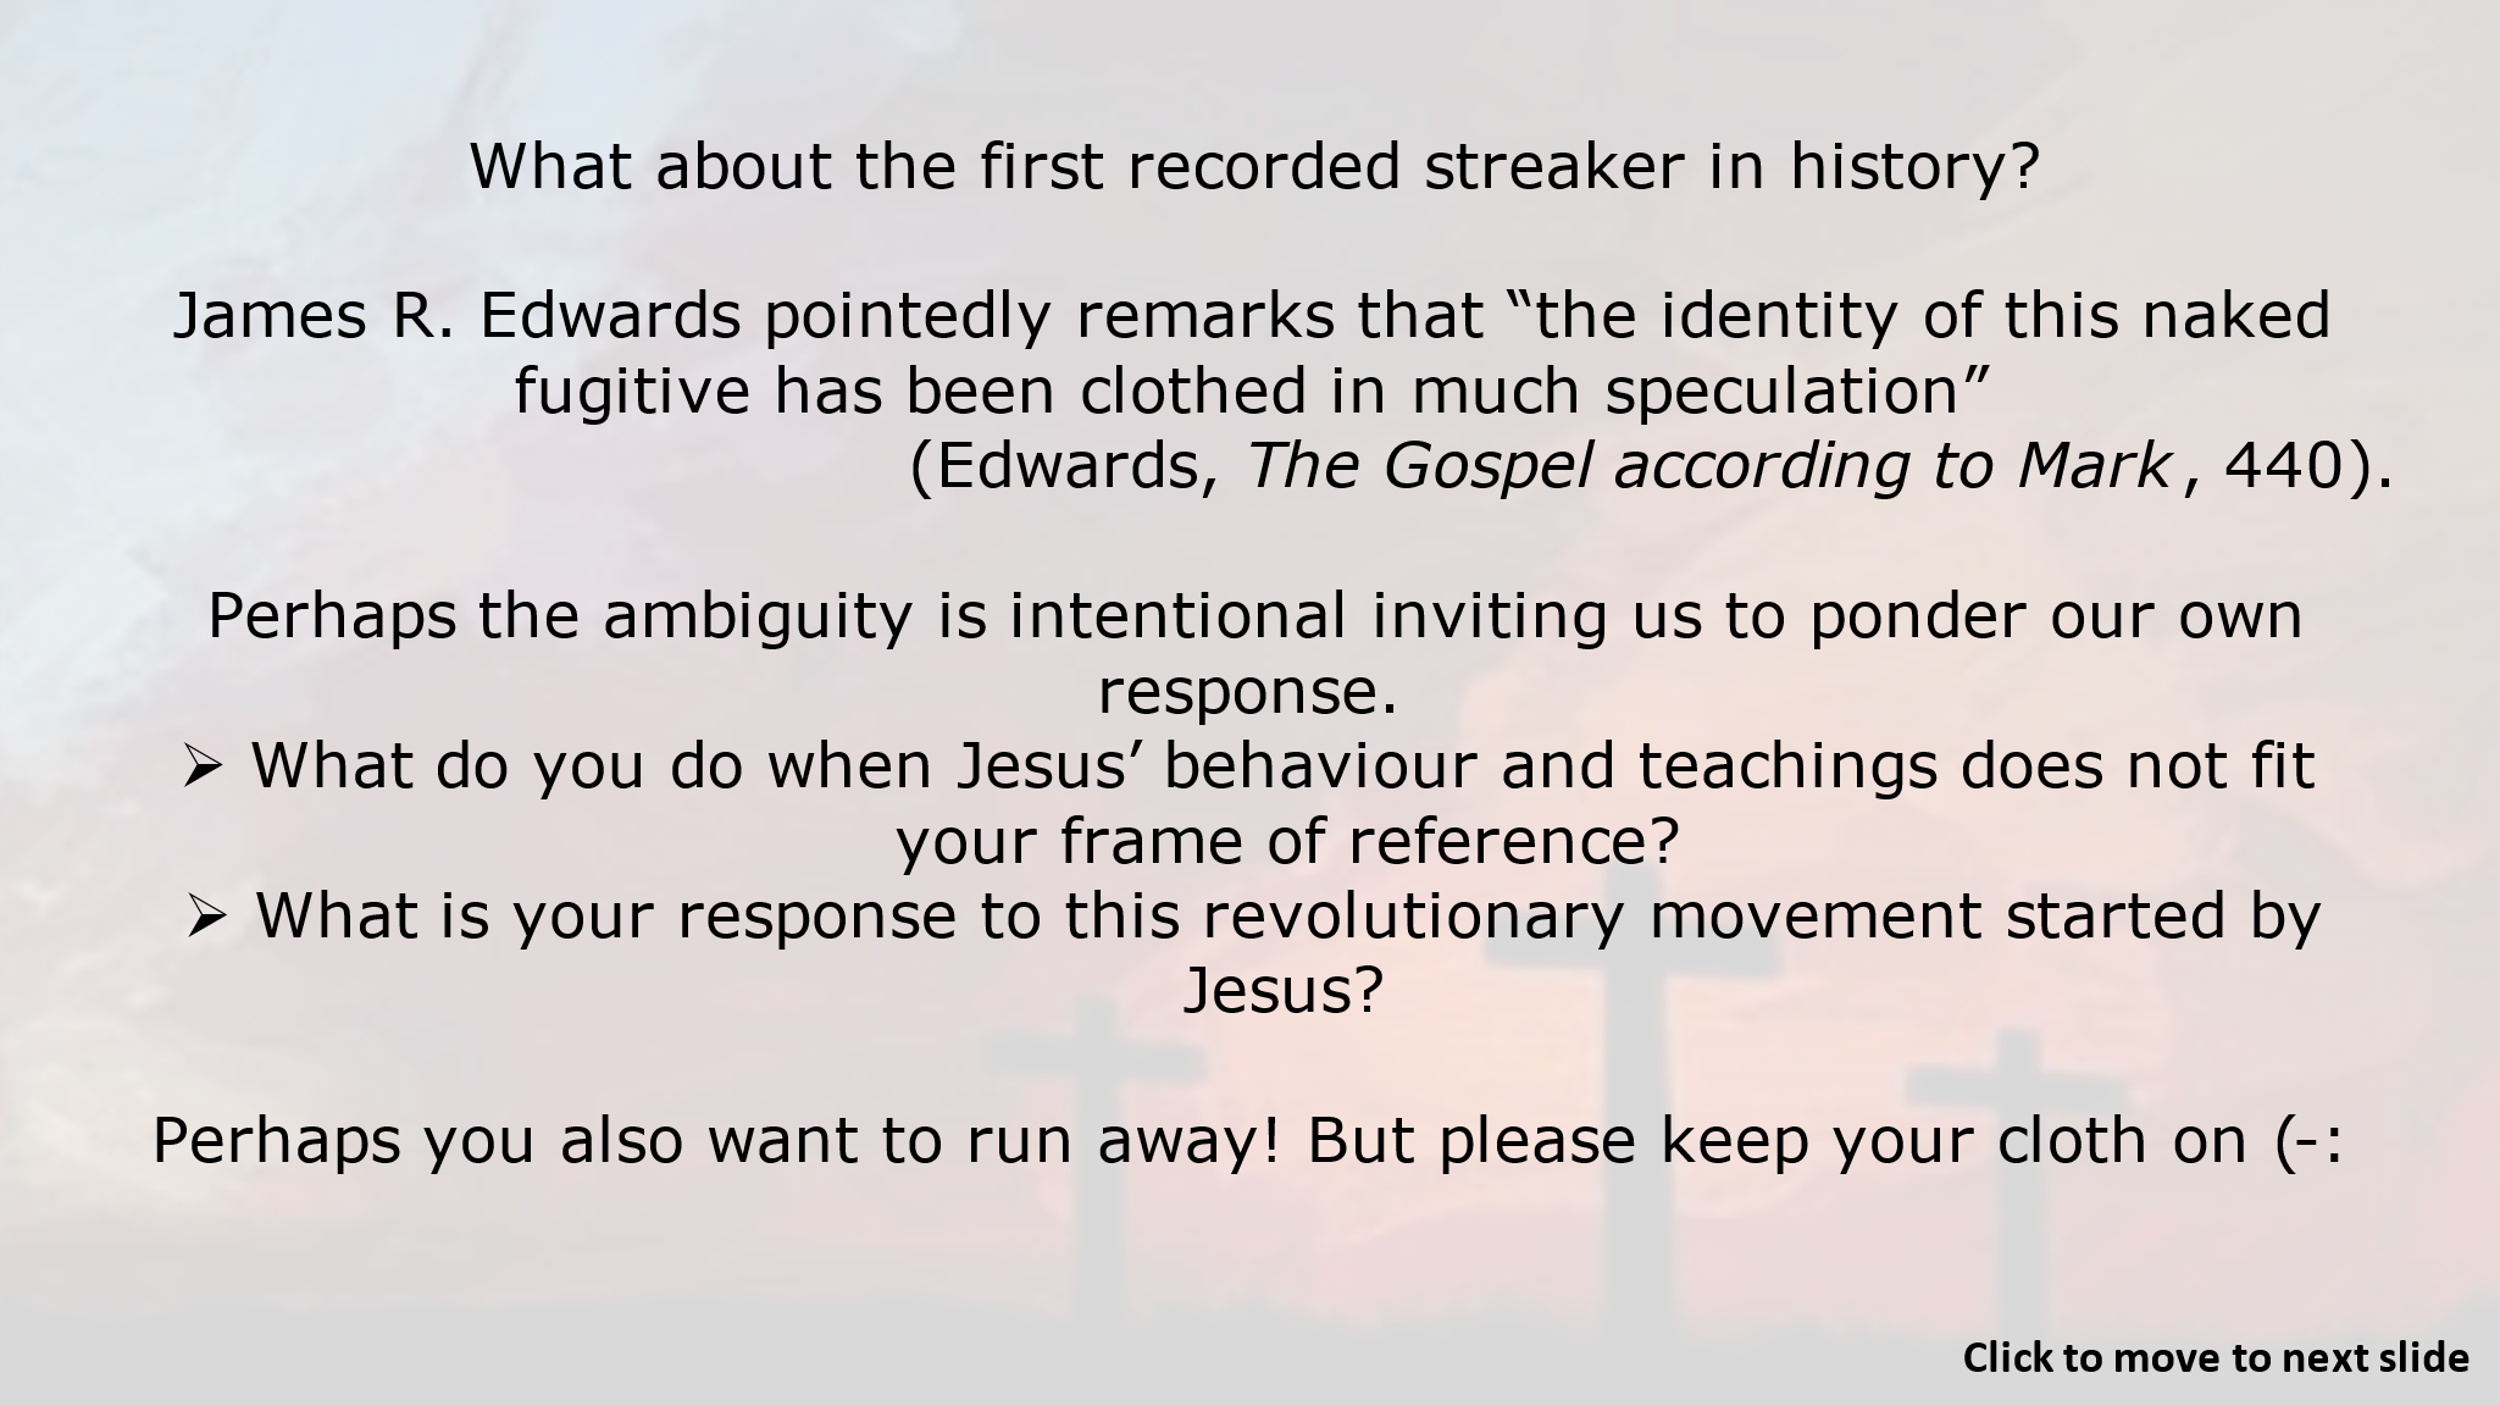 What about the first recorded streaker in history?
James R. Edwards pointedly remarks that “the identity of this naked
fugitive has been clothed in much speculation”
(Edwards, The Gospel according to Mark, 440).
Perhaps the ambiguity is intentional inviting us to ponder our own
response.
➢ What do you do when Jesus’ behaviour and teachings does not fit
your frame of reference?
➢ What is your response to this revolutionary movement started by
Jesus?
Perhaps you also want to run away! But please keep your cloth on (-:
Click to move to next slide